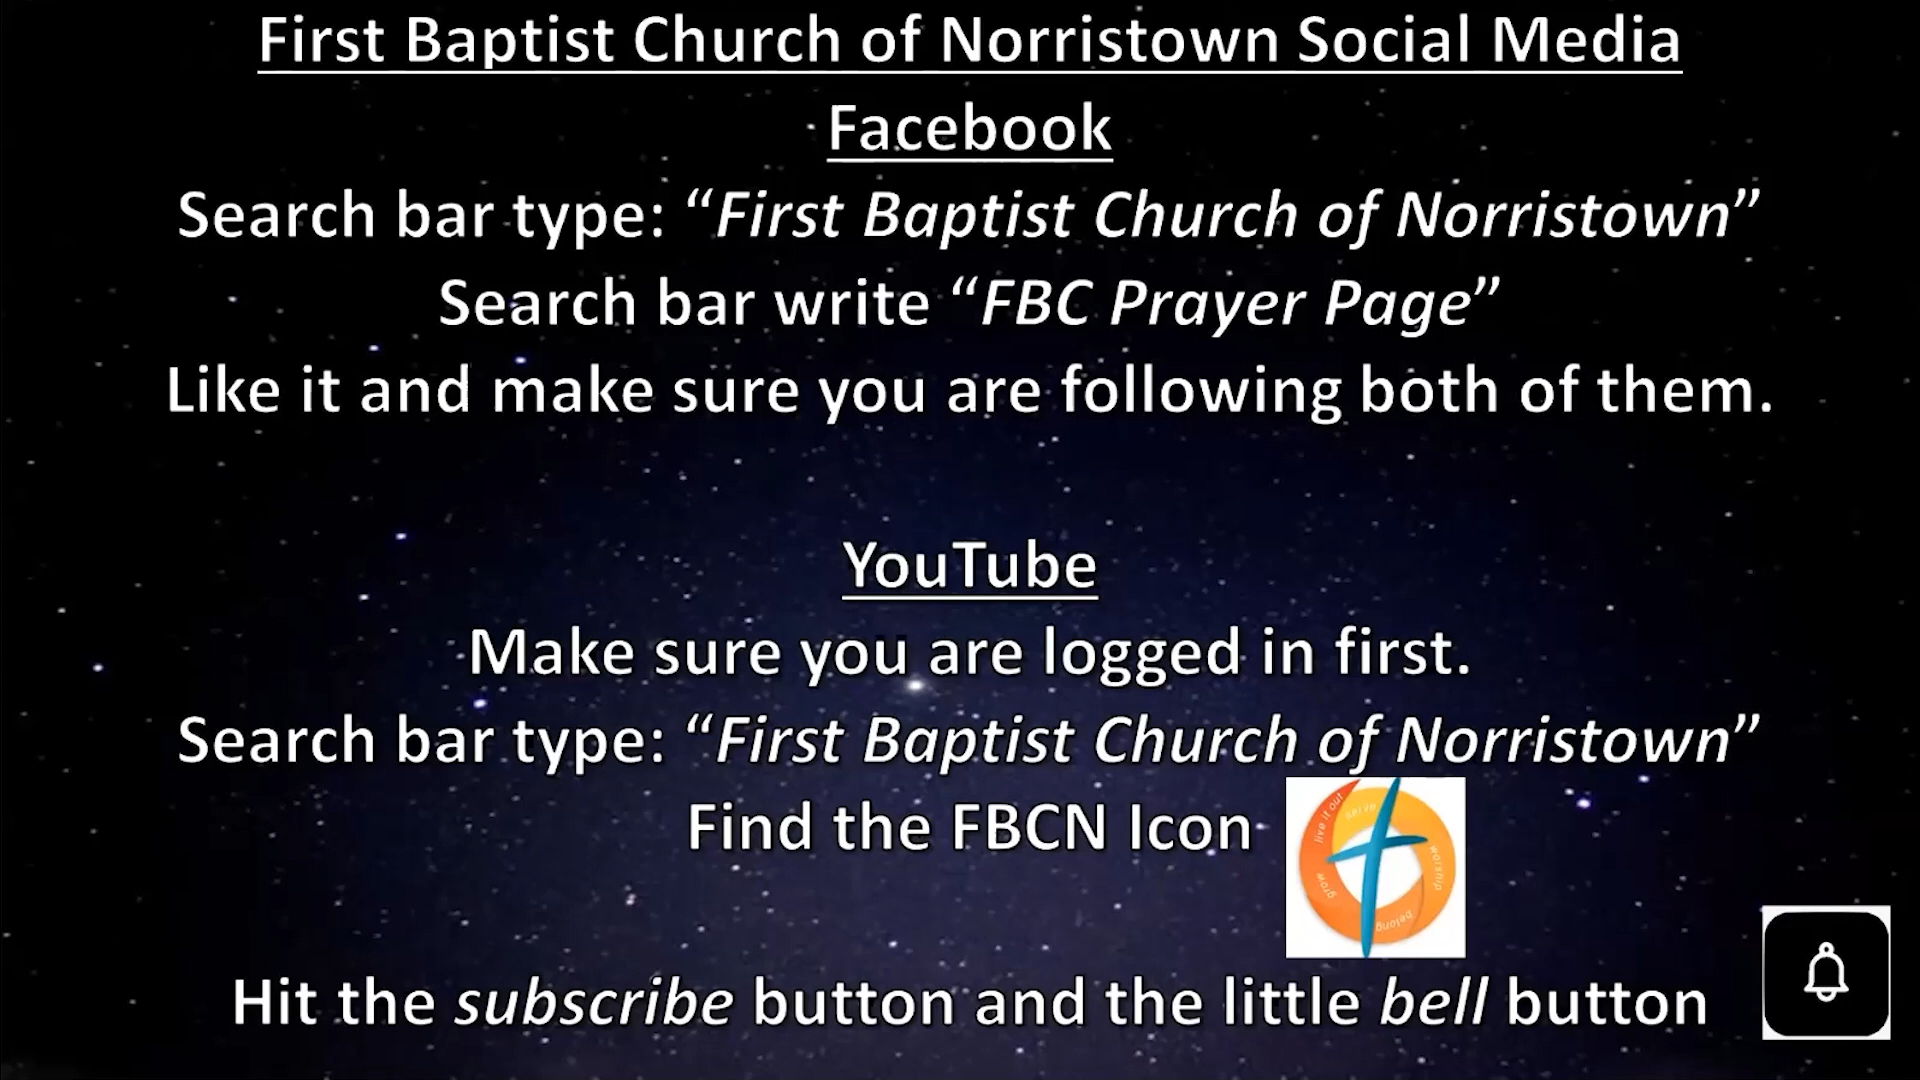 First Baptist Church of Norristown Social Media
Facebook
Search bar type: “First Baptist Church of Norristown”
Search bar write “FBC Prayer Page”
Like it and make sure you are following both of them.
YouTube
Make sure you are logged in first.
Search bar type: “First Baptist Church of Norristown”
Find the FBCN Icon
live it out
serve
worship
belong
grow
Hit the subscribe button and the little bell button